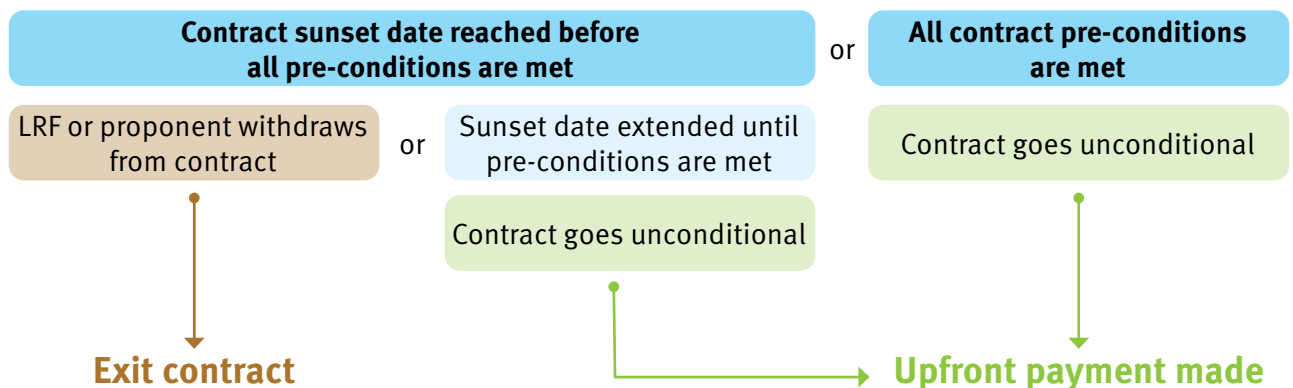 Contract sunset date reached before
all pre-conditions are met
or
All contract pre-conditions
are met
LRF or proponent withdraws
from contract
or
Sunset date extended until
pre-conditions are met
Contract goes unconditional
Contract goes unconditional
Exit contract
Upfront payment made